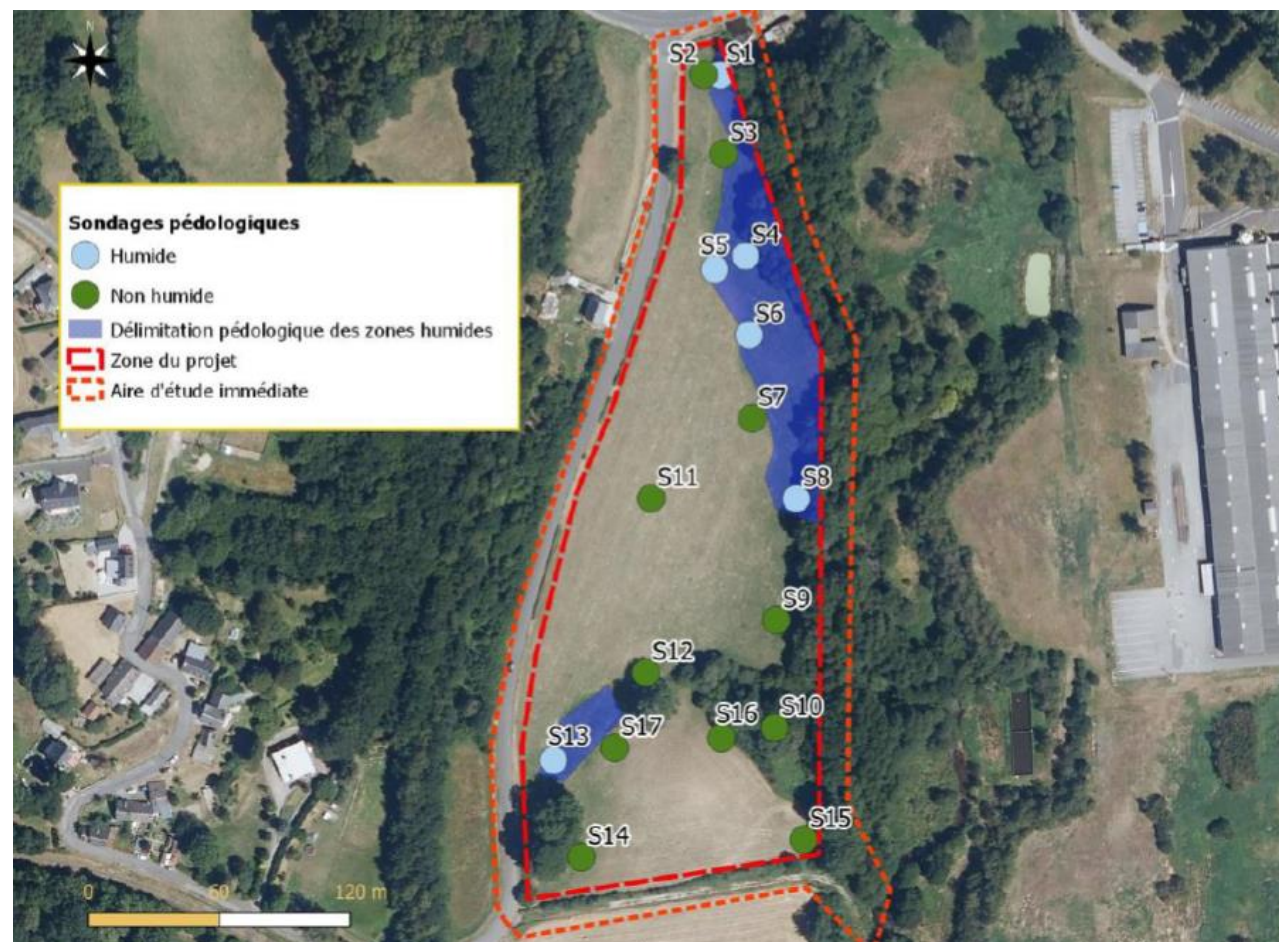 N
S2
S1
S3
Sondages pédologiques
Humide
Non humide
Délimitation pédologique des zones humides
Zone du projet
Aire d'étude immédiate
S4
S5
S6
S7
S8
S11
S9
S12
S10
S16
S17
S13
S15
S14
0 60 120 m